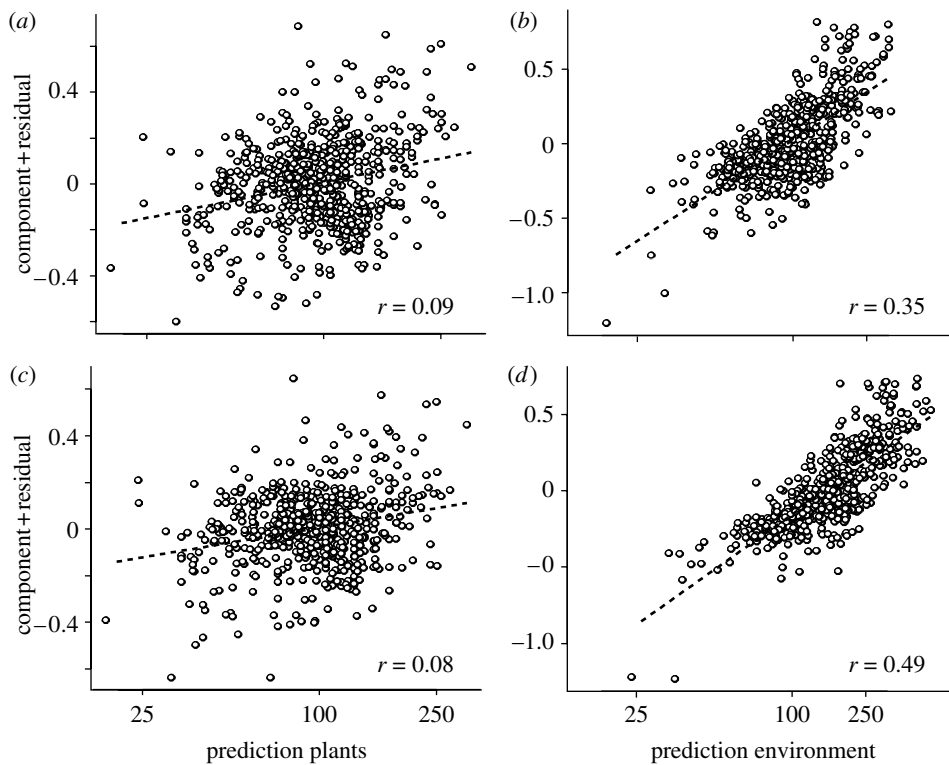 (a)
component+residual
0.4
0
−0.4
r = 0.09
(b)
0.5
0
−0.5
−1.0
r = 0.35
(c)
component+residual
0.4
0
−0.4
r = 0.08
25
100
250
prediction plants
(d)
0.5
0
−0
−1.0
r = 0.49
25
100
250
prediction environment